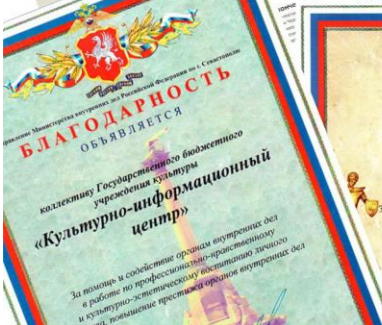 Министерства внутренних дел Российской Федерации по г. Севастополю
БЛАГОДАРНОСТЬ
ОБЪЯВЛЯЕТСЯ
коллективу Государственного бюджетного
учреждения культуры
«Культурно-информационный
центр»
За помощь и содействие органам внутренних дел
в работе по профессионально-нравственному
и культурно-эстетическому воспитанию личного
повышение престижа органов внутренних дел